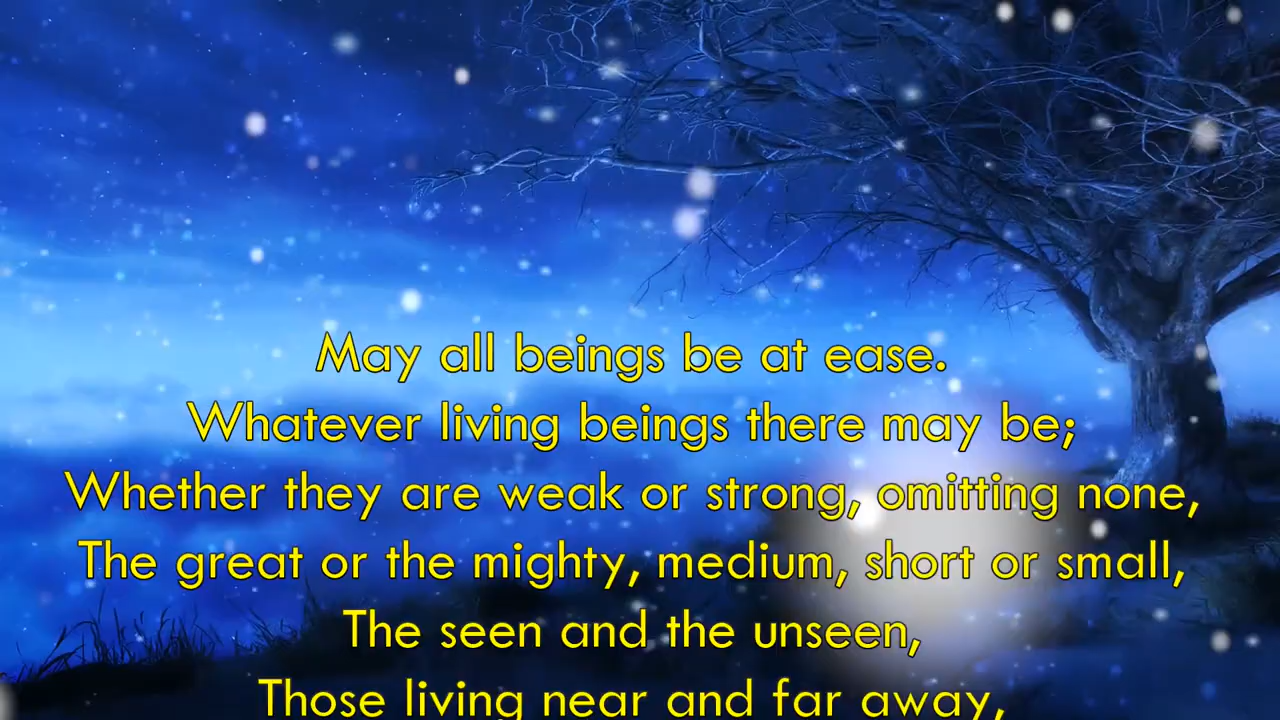 May all beings be at ease.
Whatever living beings there may be;
Whether they are weak or strong, omitting none,
The great or the mighty, medium, short or small,
The seen and the unseen,
Those living near and far away,